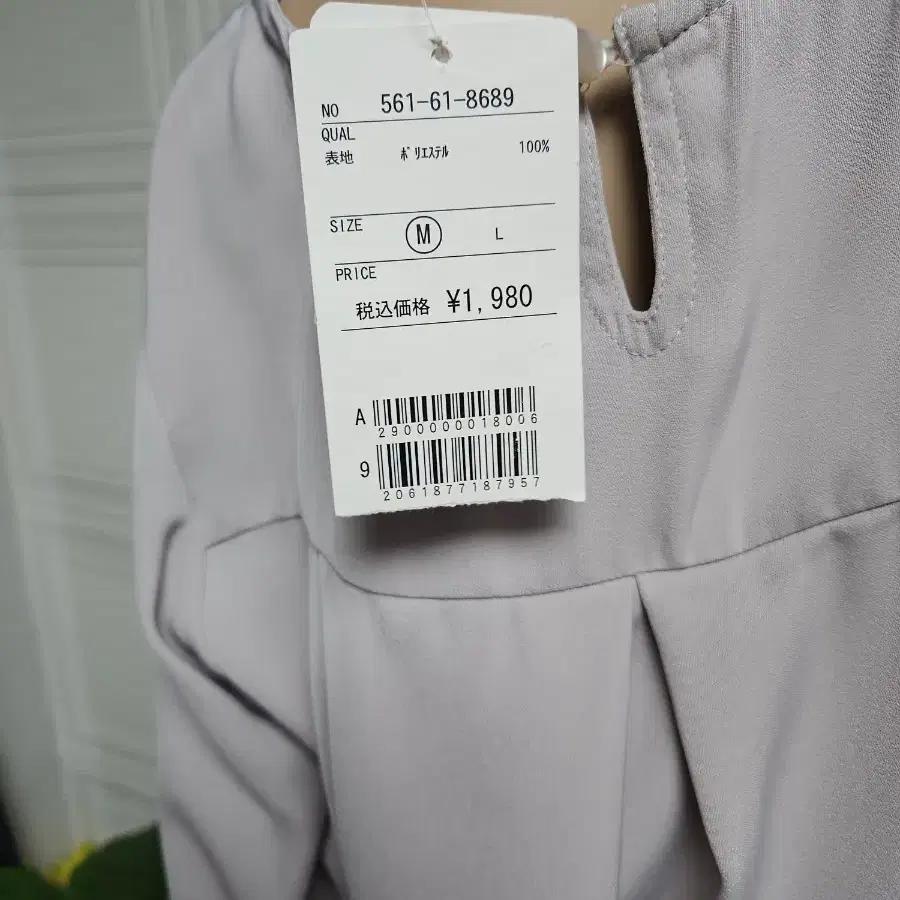 NO 561-61-8689
QUAL
表地 ポリエステル 100%
SIZE M L
PRICE
税込価格 ¥1,980
A
2900000018006
9
2061877187957